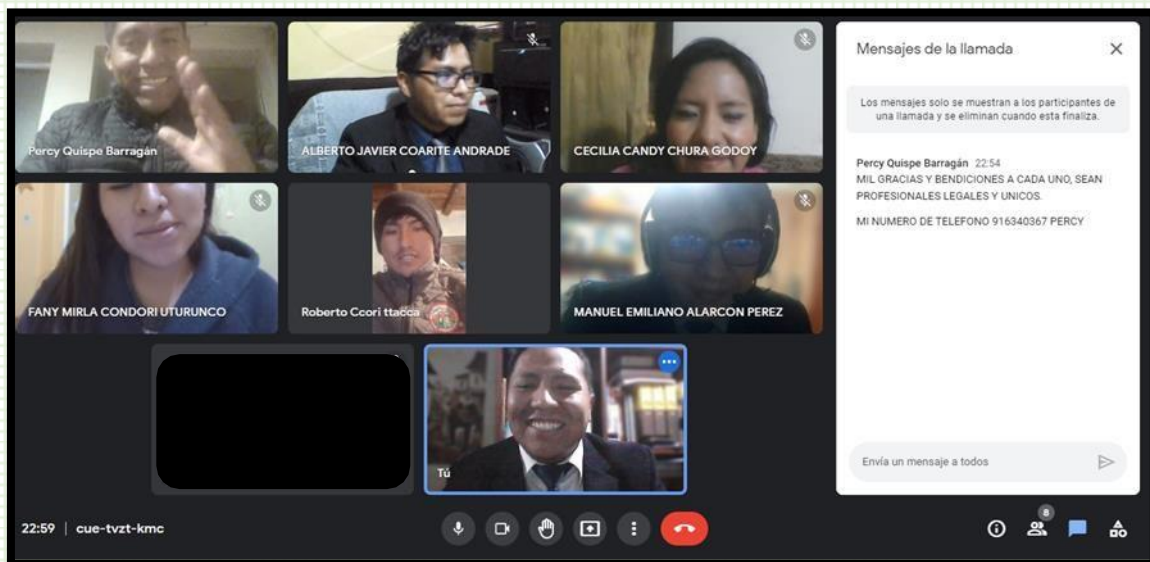 Percy Quispe Barragán
ALBERTO JAVIER COARITE ANDRADE
CECILIA CANDY CHURA GODOY
FANY MIRLA CONDORI UTURUNCO
Roberto Ccori ttacca
MANUEL EMILIANO ALARCON PEREZ
Tú
Mensajes de la llamada
Los mensajes solo se muestran a los participantes de
una llamada y se eliminan cuando esta finaliza.
Percy Quispe Barragán 22:54
MIL GRACIAS Y BENDICIONES A CADA UNO, SEAN
PROFESIONALES LEGALES Y UNICOS.
MI NUMERO DE TELEFONO 916340367 PERCY
Envía un mensaje a todos
22:59 | cue-tvzt-kmc
8